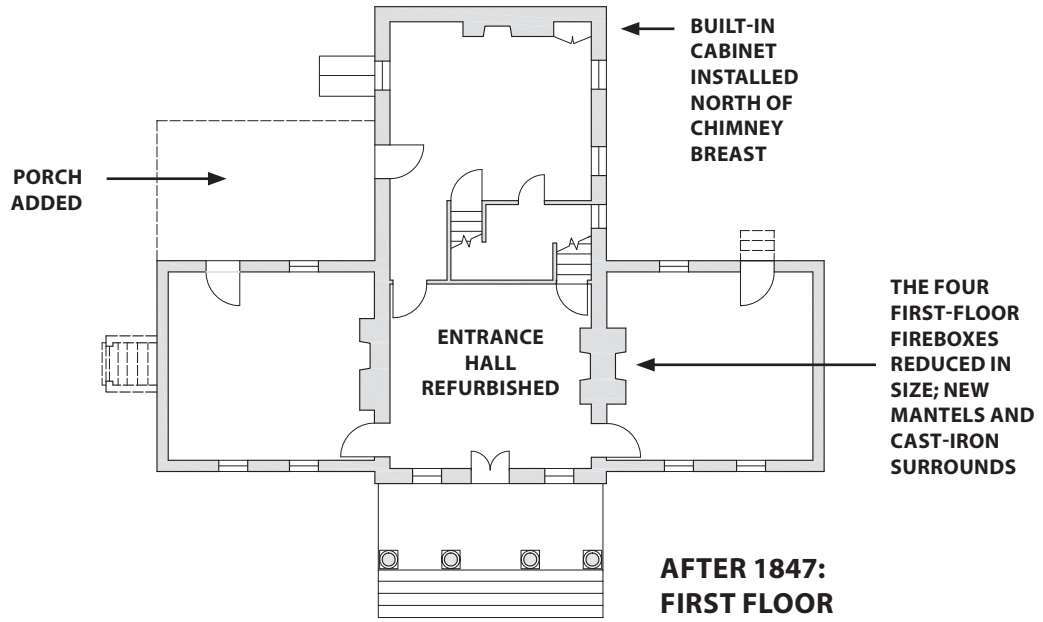 BUILT-IN
CABINET
INSTALLED
NORTH OF
CHIMNEY
BREAST
PORCH
ADDED
ENTRANCE
HALL
REFURBISHED
THE FOUR
FIRST-FLOOR
FIREBOXES
REDUCED IN
SIZE; NEW
MANTELS AND
CAST-IRON
SURROUNDS
AFTER 1847:
FIRST FLOOR